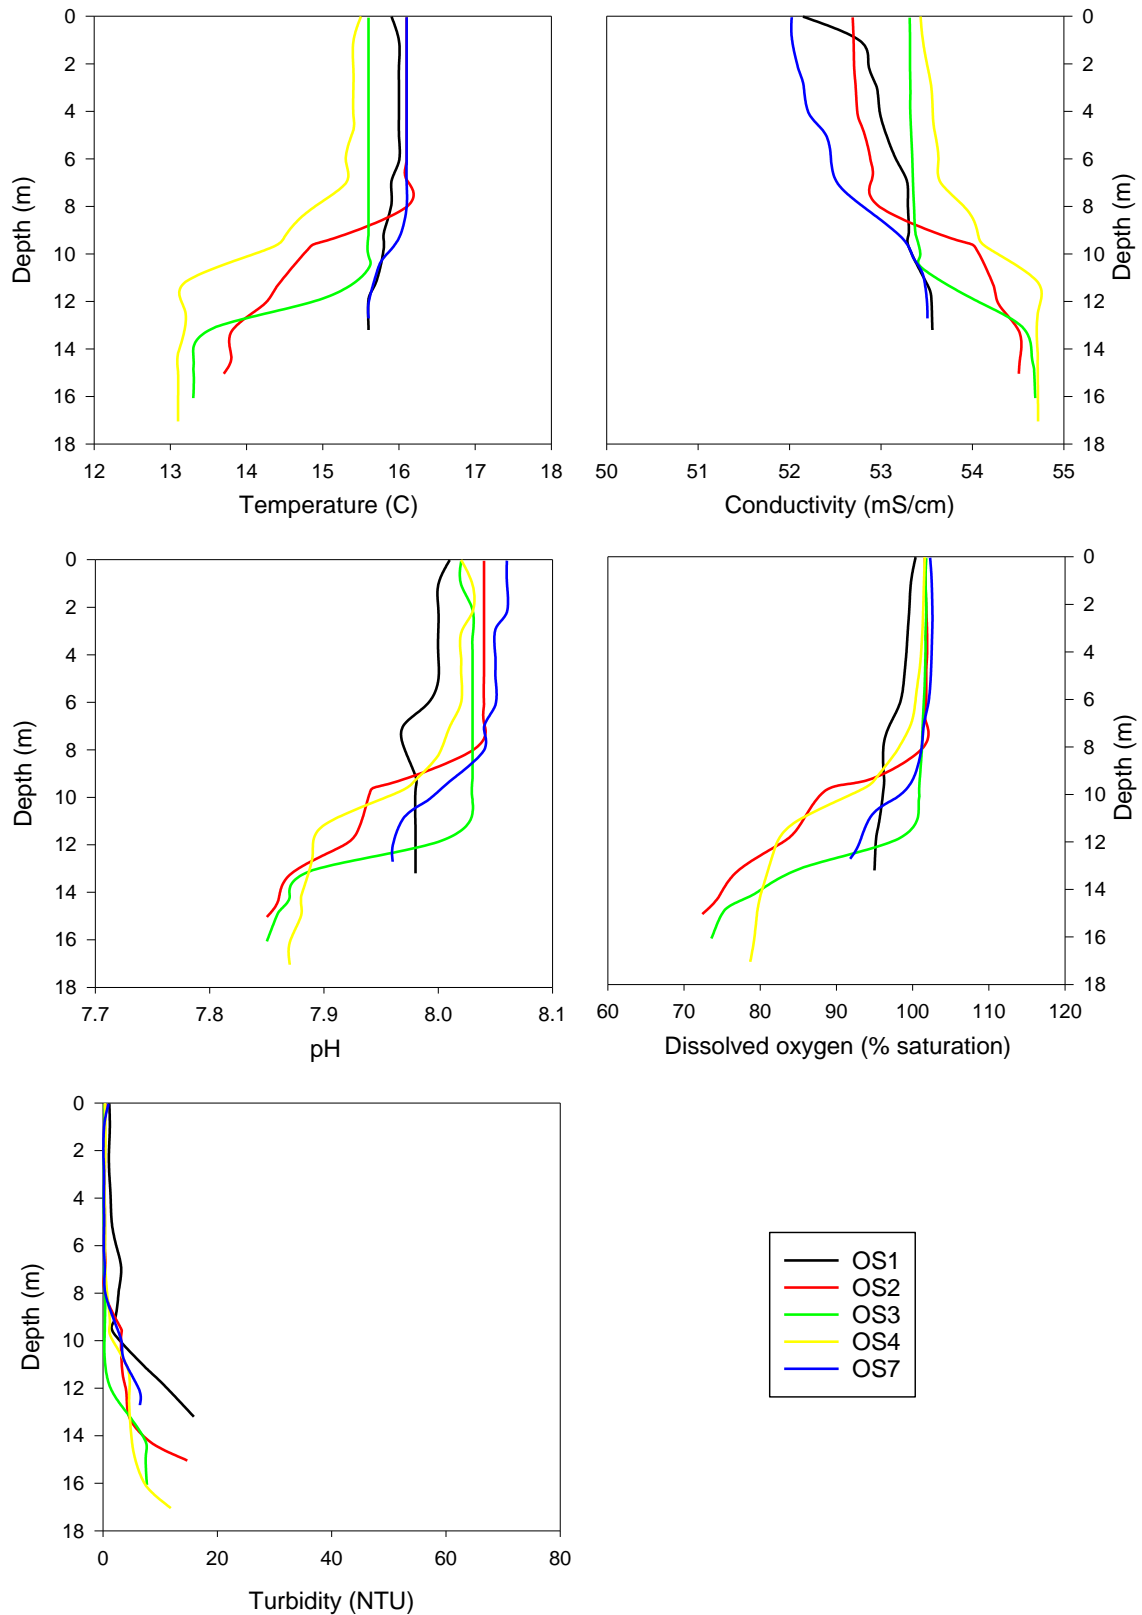 0
2
4
6
8
10
12
14
16
18
Depth (m)
12 13 14 15 16 17 18
Temperature (C)
0
2
4
6
8
10
12
14
16
18
Depth (m)
50 51 52 53 54 55
Conductivity (mS/cm)
0
2
4
6
8
10
12
14
16
18
Depth (m)
7.7 7.8 7.9 8.0 8.1
pH
0
2
4
6
8
10
12
14
16
18
Depth (m)
60 70 80 90 100 110 120
Dissolved oxygen (% saturation)
0
2
4
6
8
10
12
14
16
18
Depth (m)
0 20 40 60 80
Turbidity (NTU)
OS1
OS2
OS3
OS4
OS7